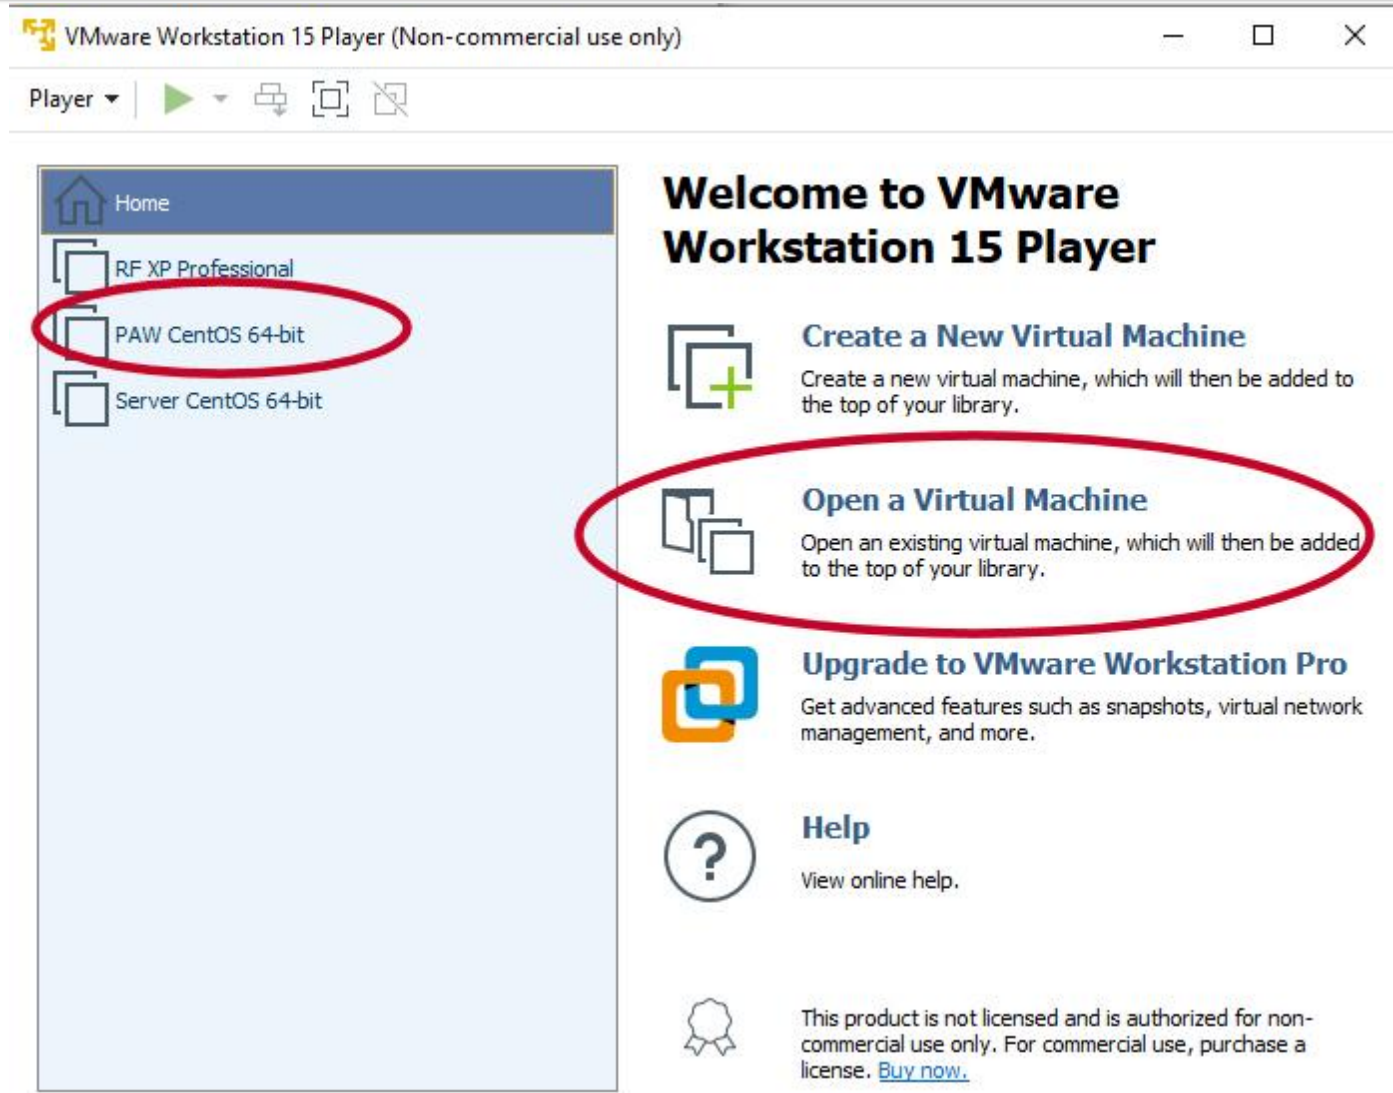 VMware Workstation 15 Player (Non-commercial use only)
Player
Home
RF XP Professional
PAW CentOS 64-bit
Server CentOS 64-bit
Welcome to VMware
Workstation 15 Player
Create a New Virtual Machine
Create a new virtual machine, which will then be added to
the top of your library.
Open a Virtual Machine
Open an existing virtual machine, which will then be added
to the top of your library.
Upgrade to VMware Workstation Pro
Get advanced features such as snapshots, virtual network
management, and more.
?
Help
View online help.
This product is not licensed and is authorized for non-
commercial use only. For commercial use, purchase a
license. Buy now.